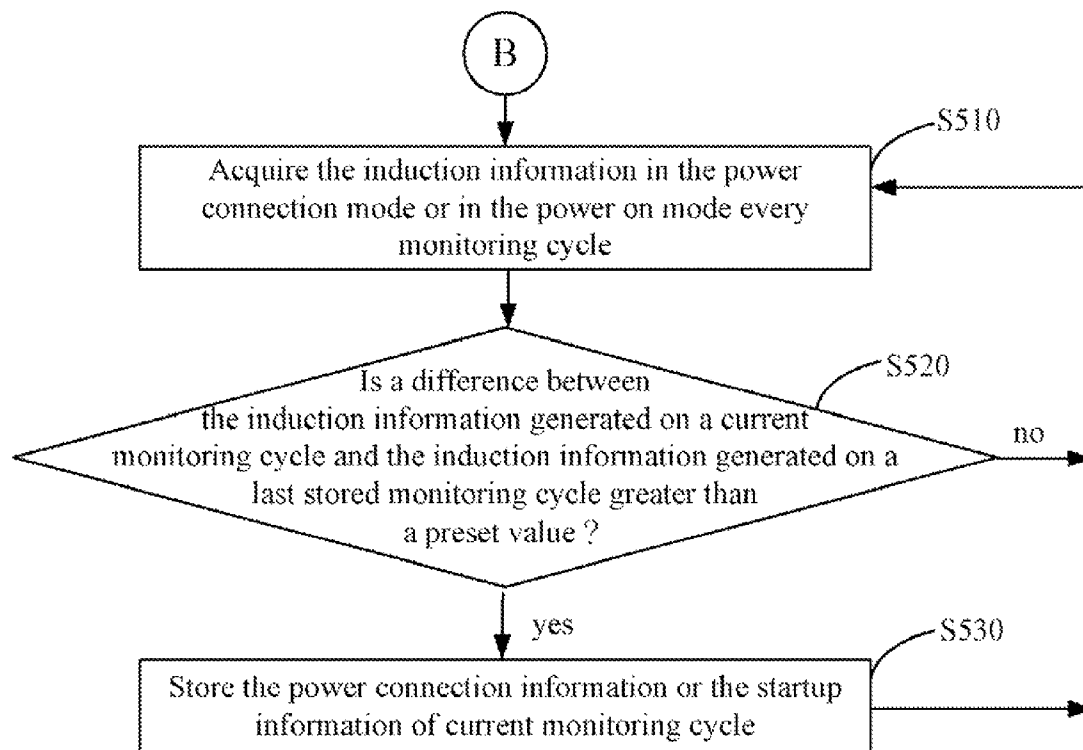 B
S510
Acquire the induction information in the power
connection mode or in the power on mode every
monitoring cycle
S520
Is a difference between
the induction information generated on a current
monitoring cycle and the induction information generated on a
last stored monitoring cycle greater than
a preset value ?
no
yes
S530
Store the power connection information or the startup
information of current monitoring cycle